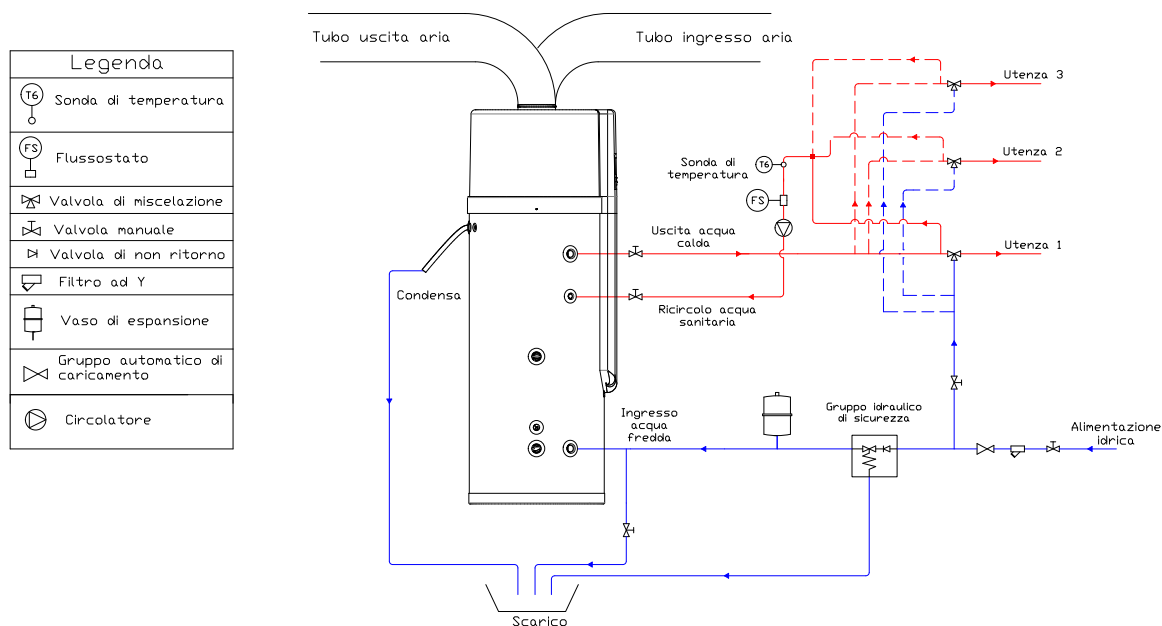 Legenda
T6
Sonda di temperatura
FS
Flussostato
Valvola di miscelazione
Valvola manuale
Valvola di non ritorno
Filtro ad Y
Vaso di espansione
Gruppo automatico di
caricamento
Circolatore
Tubo uscita aria
Tubo ingresso aria
Utenza 3
Utenza 2
Sonda di
temperatura
T6
FS
Uscita acqua
calda
Utenza 1
Condensa
Ricircolo acqua
sanitaria
Ingresso
acqua
fredda
Gruppo idraulico
di sicurezza
Alimentazione
idrica
Scarico